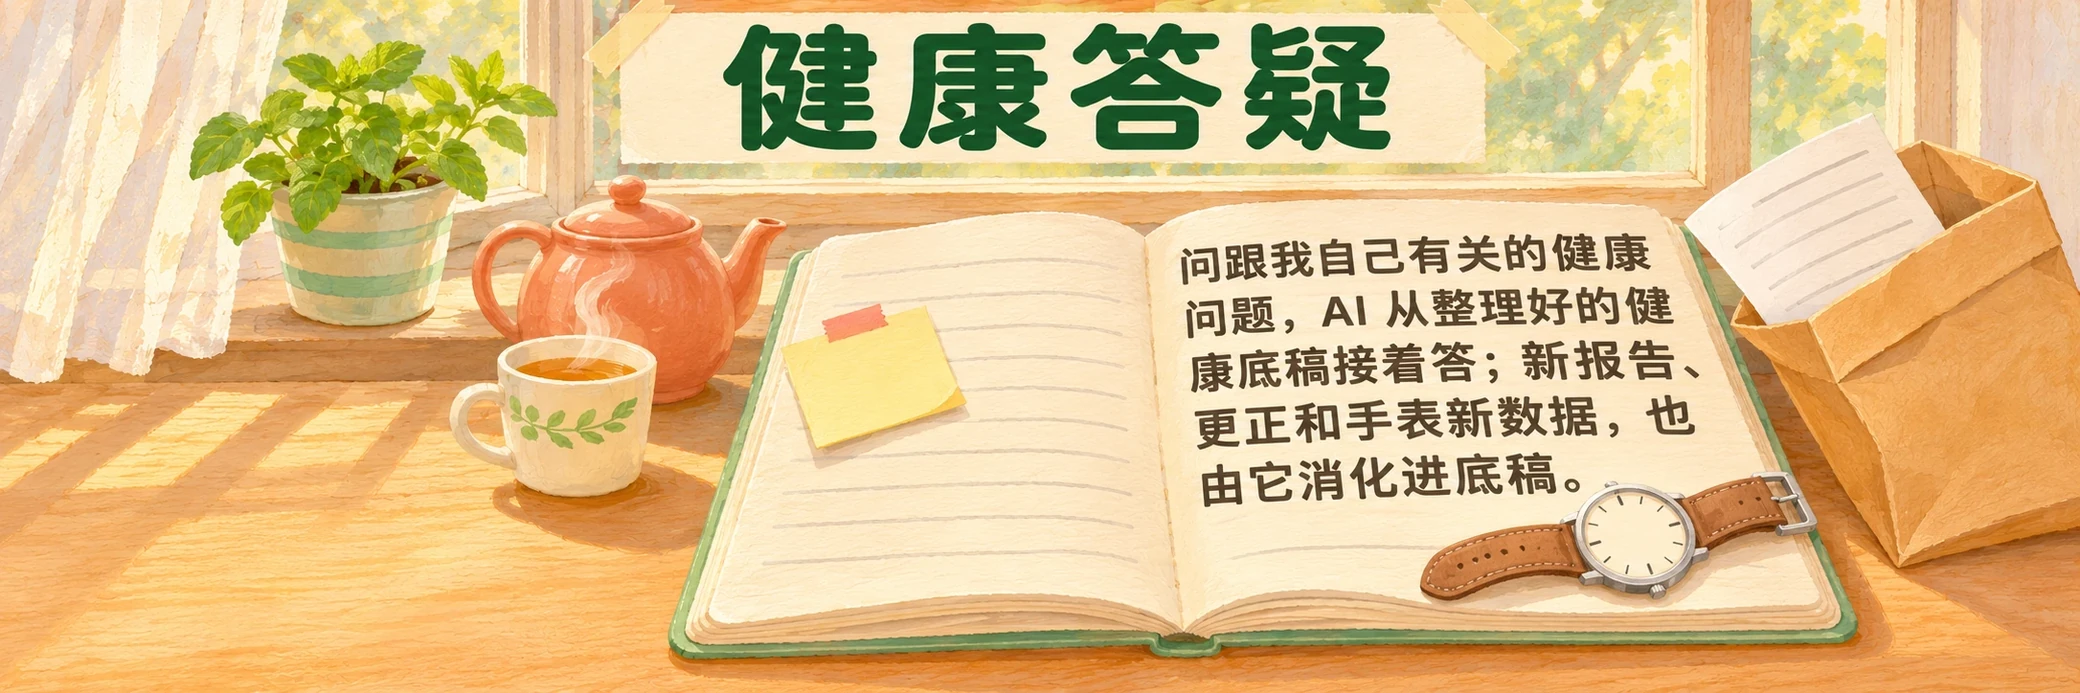 健康答疑
问跟我自己有关的健康
问题，AI 从整理好的健
康底稿接着答；新报告、
更正和手表新数据，也
由它消化进底稿。